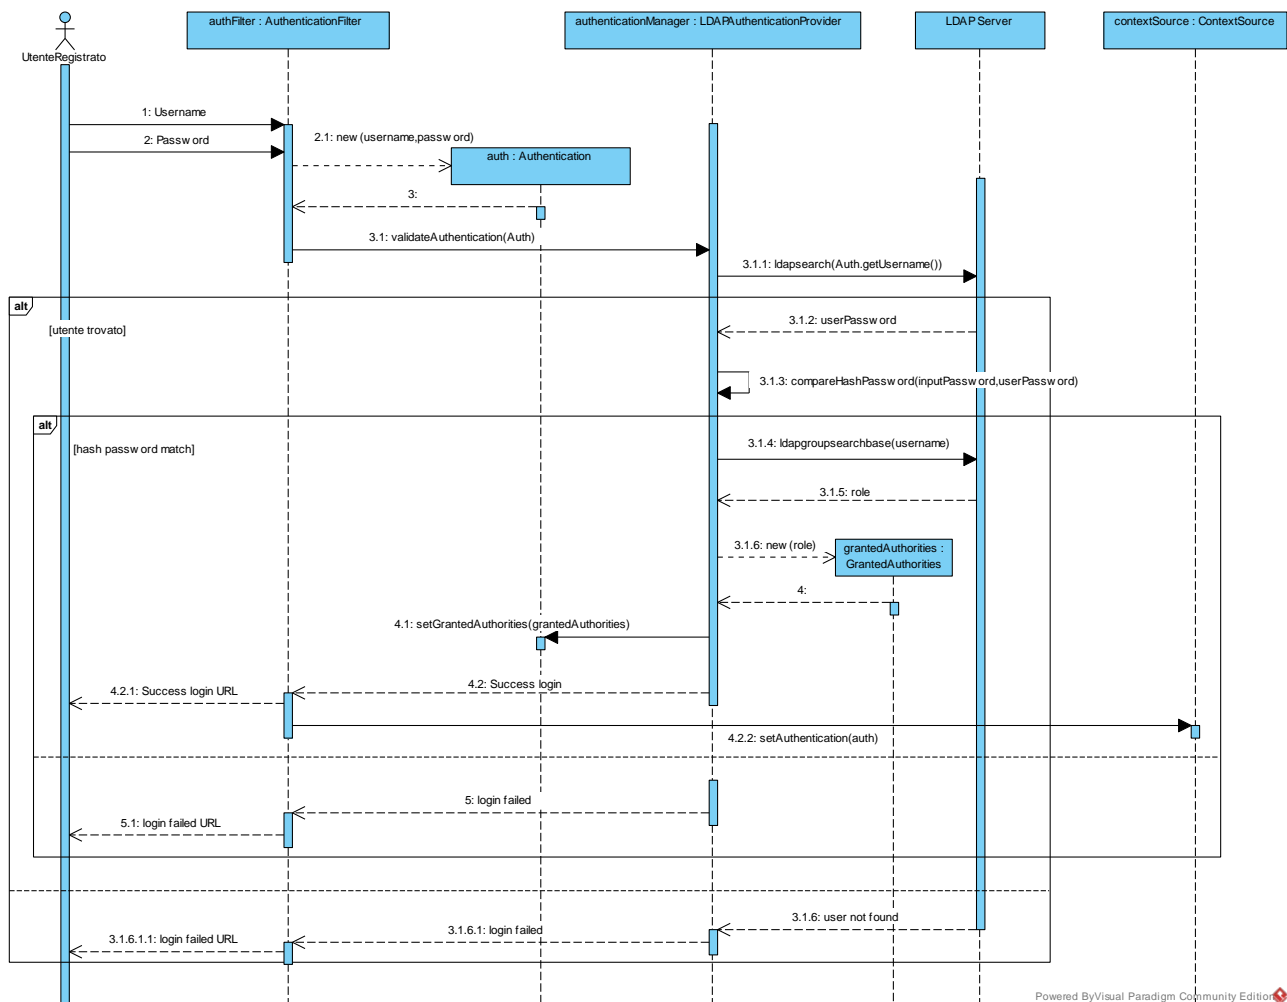 authFilter : AuthenticationFilter
authenticationManager : LDAPAuthenticationProvider
LDAP Server
contextSource : ContextSource
UtenteRegistrato
1: Username
2: Password
2.1: new (username,password)
auth : Authentication
3:
3.1: validateAuthentication(Auth)
3.1.1: ldapsearch(Auth.getUsername())
alt
[utente trovato]
3.1.2: userPassword
3.1.3: compareHashPassword(inputPassword,userPassword)
alt
[hash password match]
3.1.4: ldapgroupsearchbase(username)
3.1.5: role
3.1.6: new (role)
grantedAuthorities :
GrantedAuthorities
4:
4.1: setGrantedAuthorities(grantedAuthorities)
4.2: Success login
4.2.1: Success login URL
4.2.2: setAuthentication(auth)
5: login failed
5.1: login failed URL
3.1.6: user not found
3.1.6.1: login failed
3.1.6.1.1: login failed URL
Powered ByVisual Paradigm Community Edition